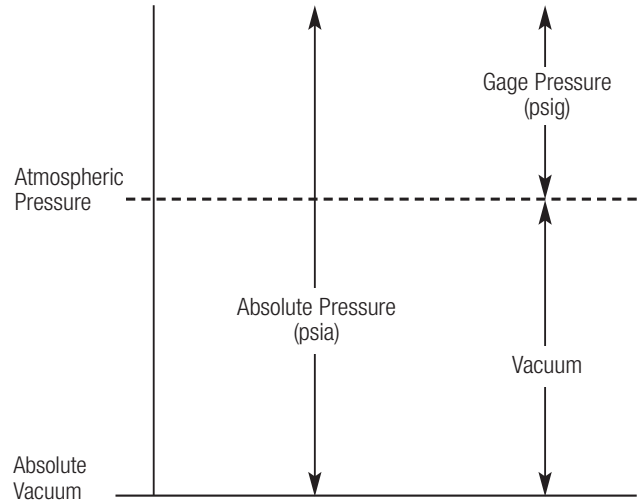 Gage Pressure
(psig)
Atmospheric
Pressure
Absolute Pressure
(psia)
Vacuum
Absolute
Vacuum